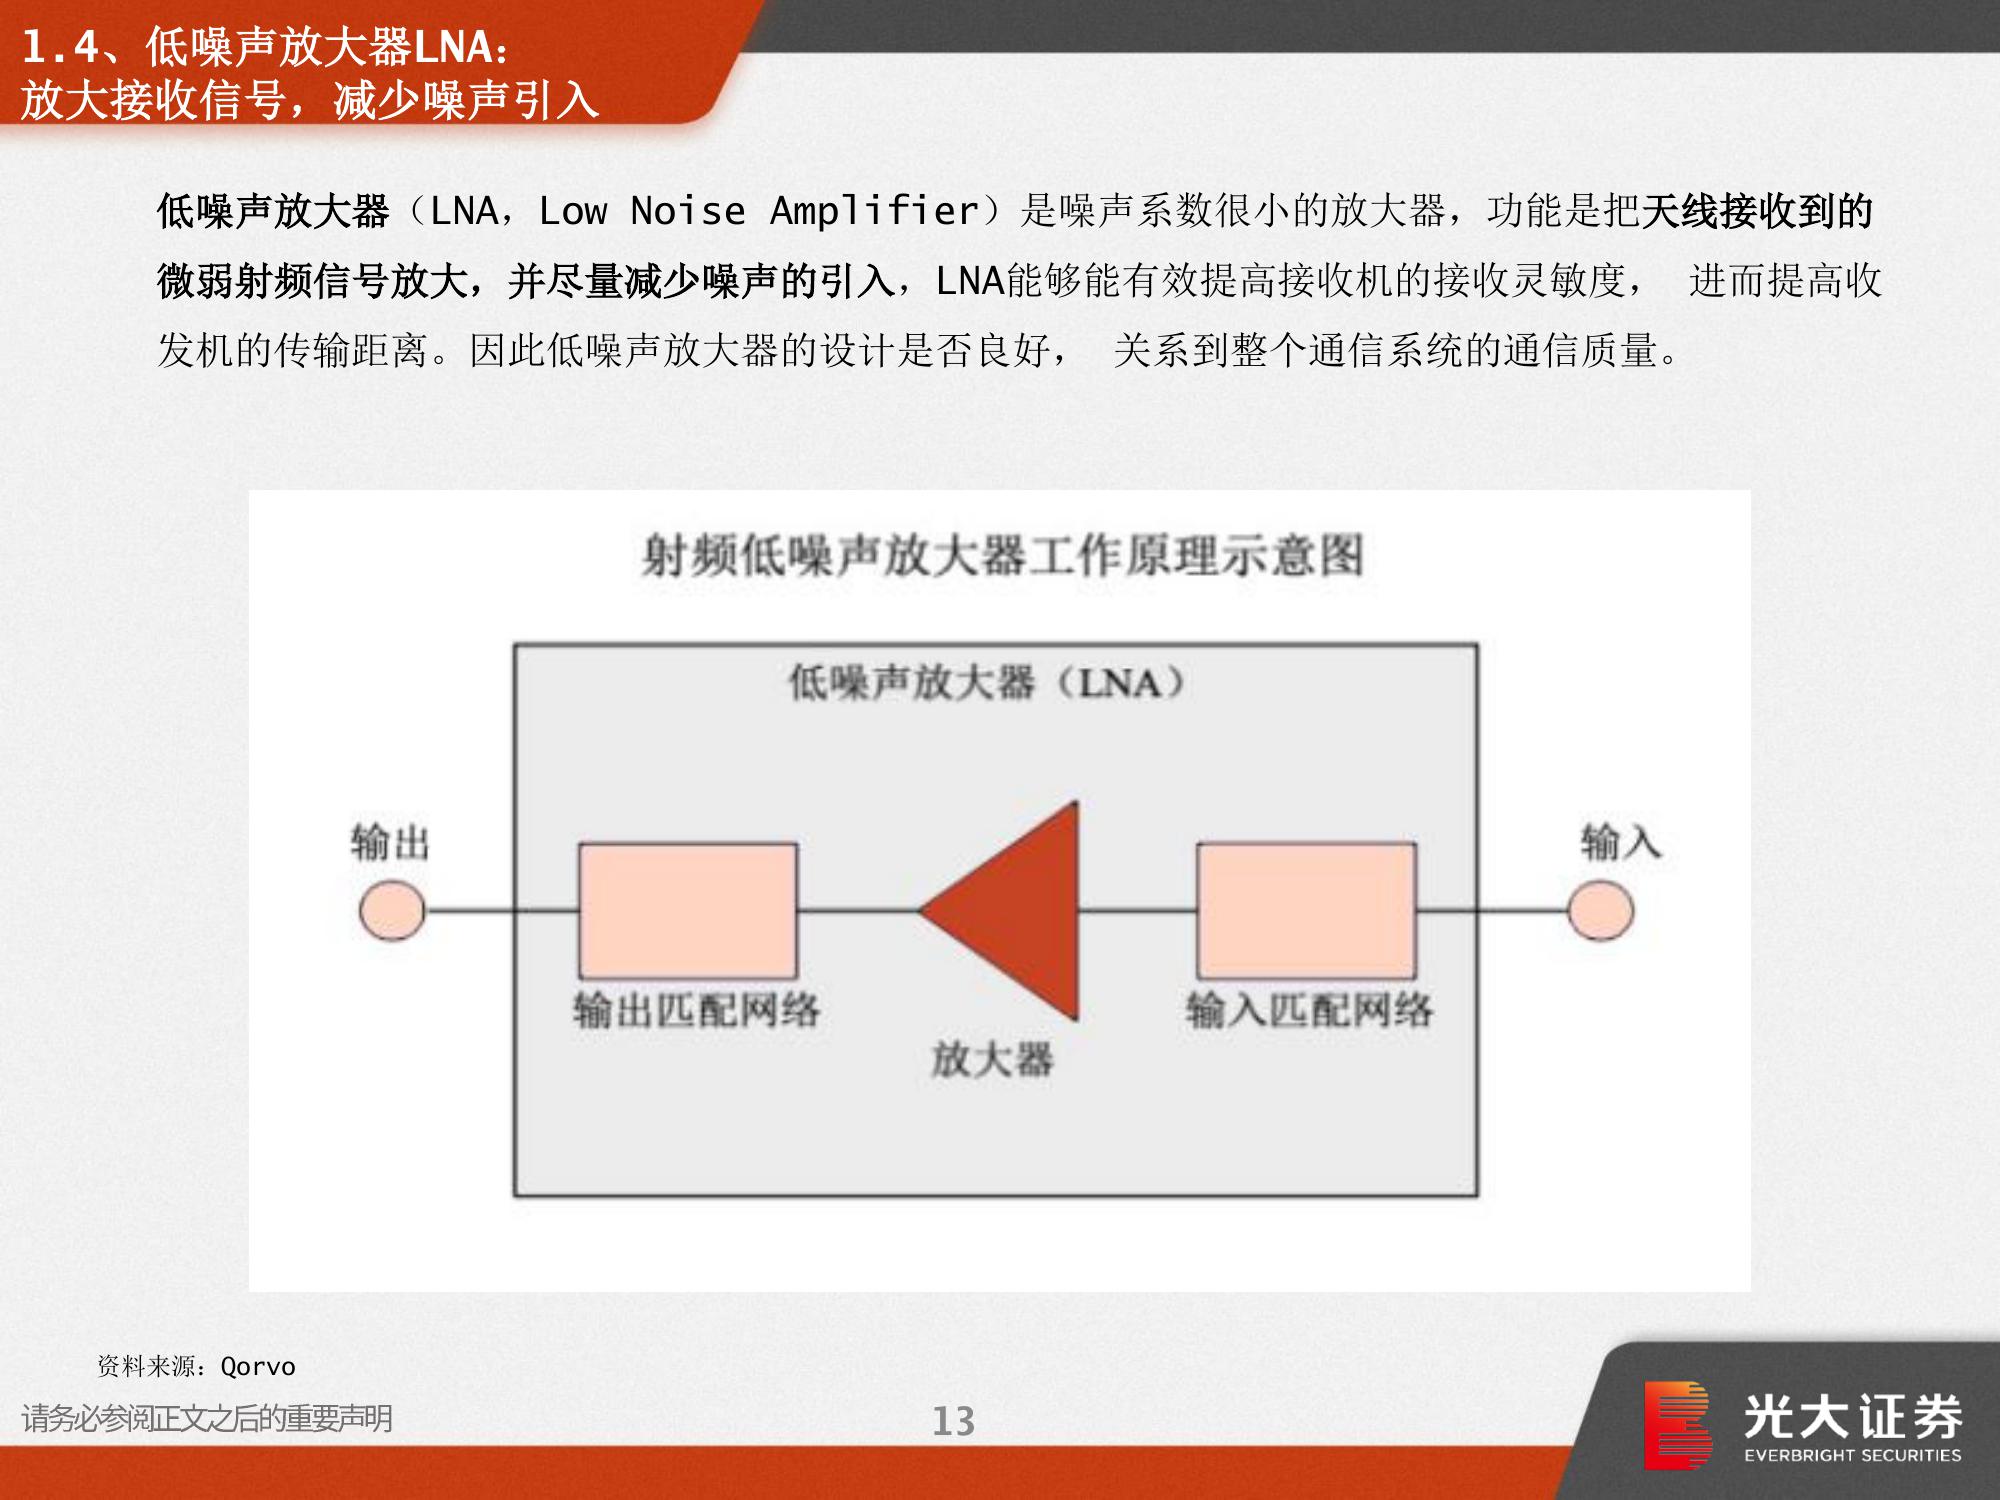 1.4、低噪声放大器LNA：
放大接收信号，减少噪声引入
低噪声放大器（LNA，Low Noise Amplifier）是噪声系数很小的放大器，功能是把天线接收到的
微弱射频信号放大，并尽量减少噪声的引入，LNA能够能有效提高接收机的接收灵敏度， 进而提高收
发机的传输距离。因此低噪声放大器的设计是否良好， 关系到整个通信系统的通信质量。
射频低噪声放大器工作原理示意图
低噪声放大器（LNA）
输出
输入
输出匹配网络
输入匹配网络
放大器
资料来源：Qorvo
请务必参阅正文之后的重要声明
13
光大证券
EVERBRIGHT SECURITIES